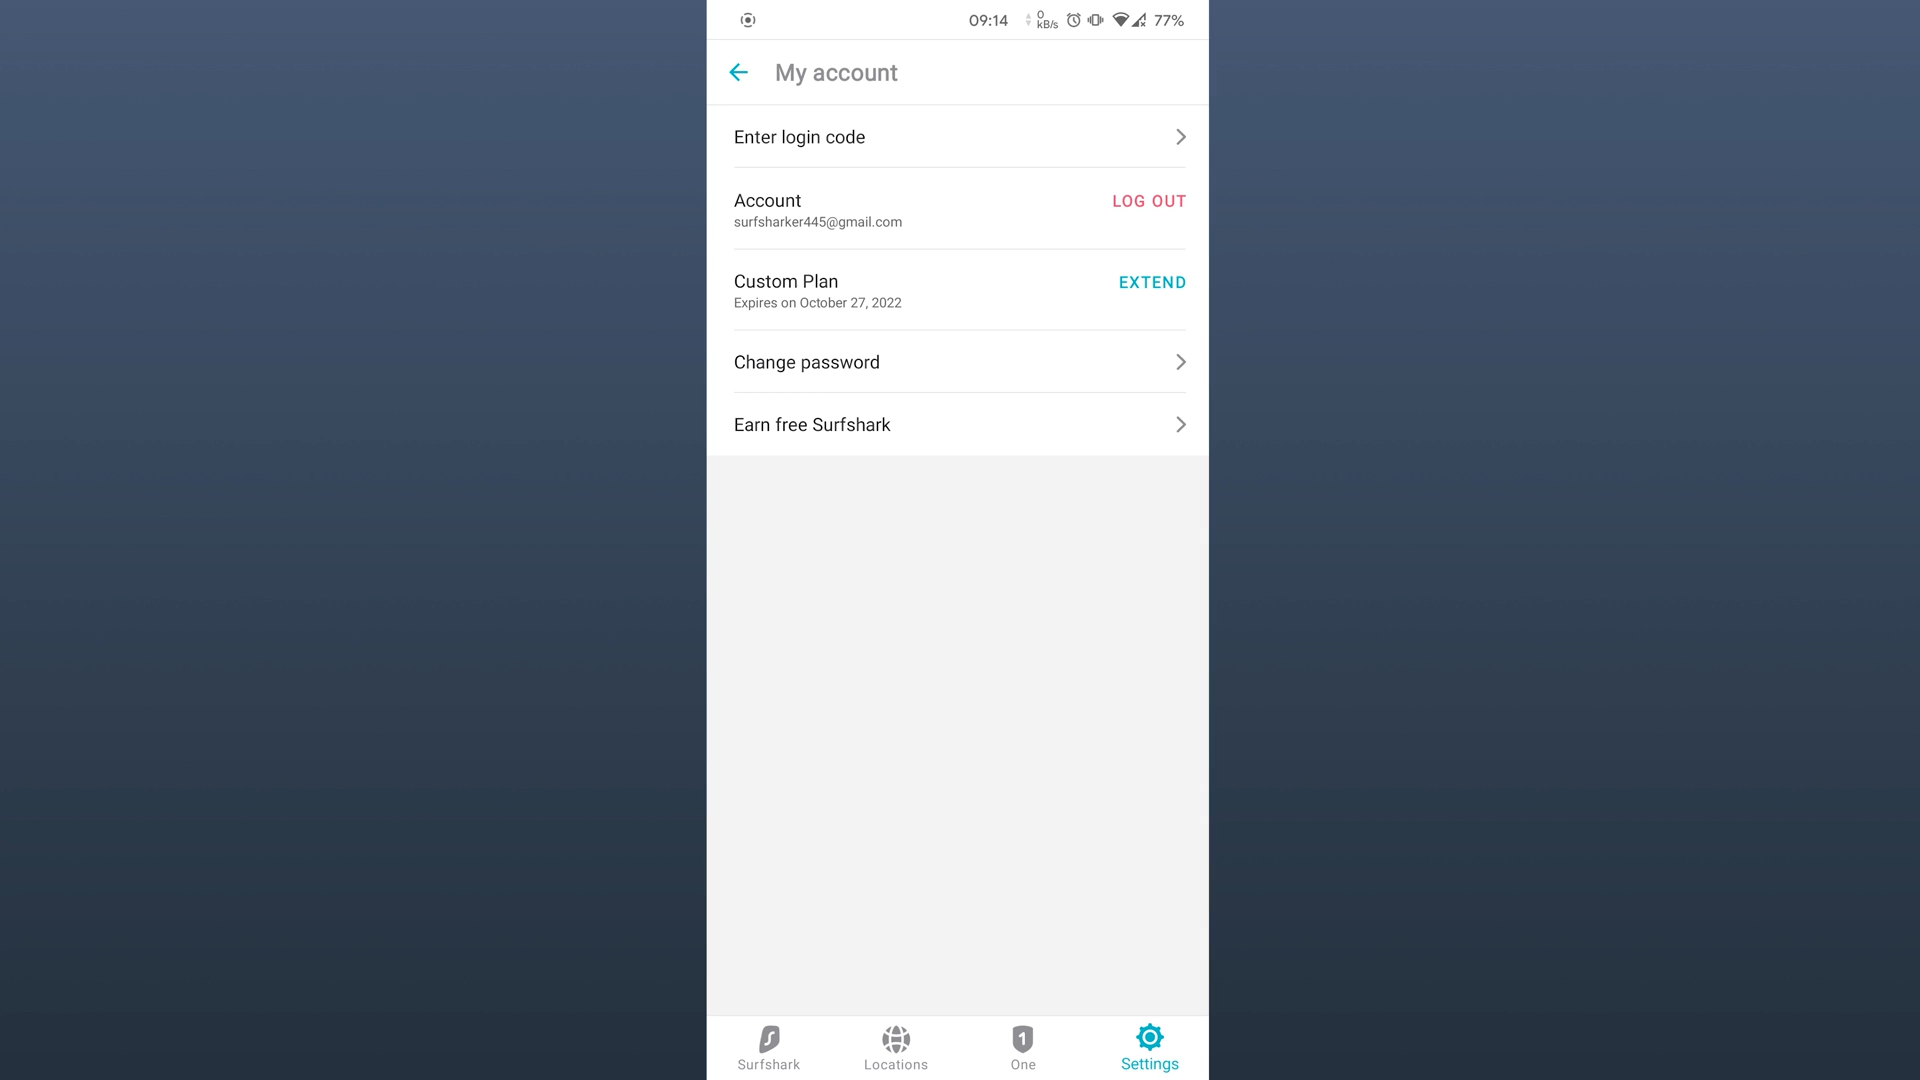 09:14 0 kB/s 77%
My account
Enter login code
Account LOG OUT
surfsharker445@gmail.com
Custom Plan EXTEND
Expires on October 27, 2022
Change password
Earn free Surfshark
1
Surfshark Locations One Settings